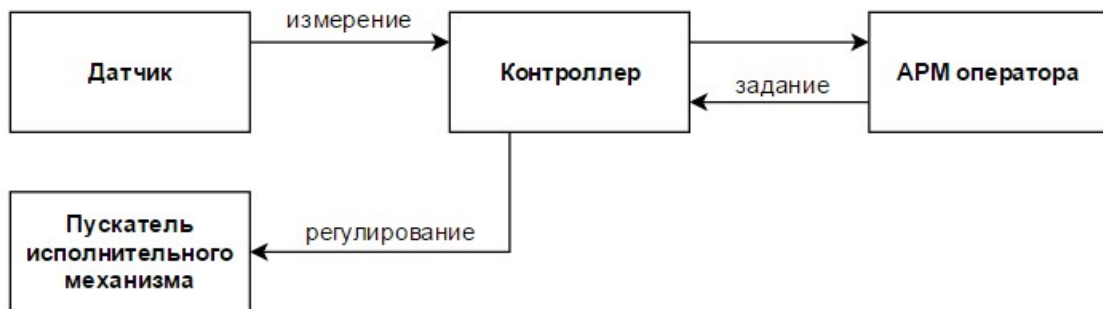 измерение
Датчик
Контроллер
задание
АРМ оператора
Пускатель
исполнительного
механизма
регулирование